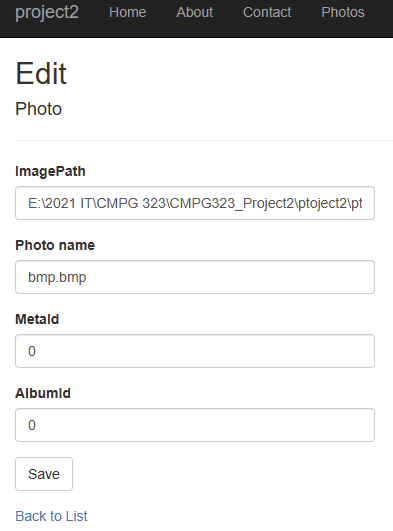 project2 Home About Contact Photos
Edit
Photo
ImagePath
E:\2021 IT\CMPG 323\CMPG323_Project2\ptoject2\pt
Photo name
bmp.bmp
MetaId
0
AlbumId
0
Save
Back to List